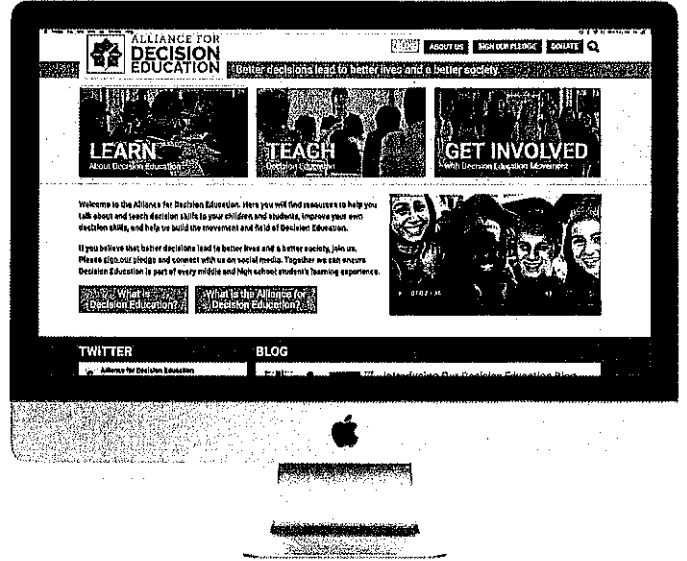 ALLIANCE FOR
DECISION
EDUCATION
ABOUT US
SIGN OUR PLEDGE
DONATE
Better decisions lead to better lives and a better society.
LEARN
About Decision Education
TEACH
Decision Education
GET INVOLVED
with Decision Education Movement
Welcome to the Alliance for Decision Education. Here you will find resources to help you
talk about and teach decision skills to your children and students, improve your own
decision skills, and help us build the movement and field of Decision Education.
If you believe that better decisions lead to better lives and a better society, join us.
Please sign our pledge and connect with us on social media. Together we can ensure
Decision Education is part of every middle and high school student's learning experience.
What is
Decision Education?
What is the Alliance for
Decision Education?
TWITTER
BLOG
Alliance for Decision Education
Introducing Our Decision Education Blog